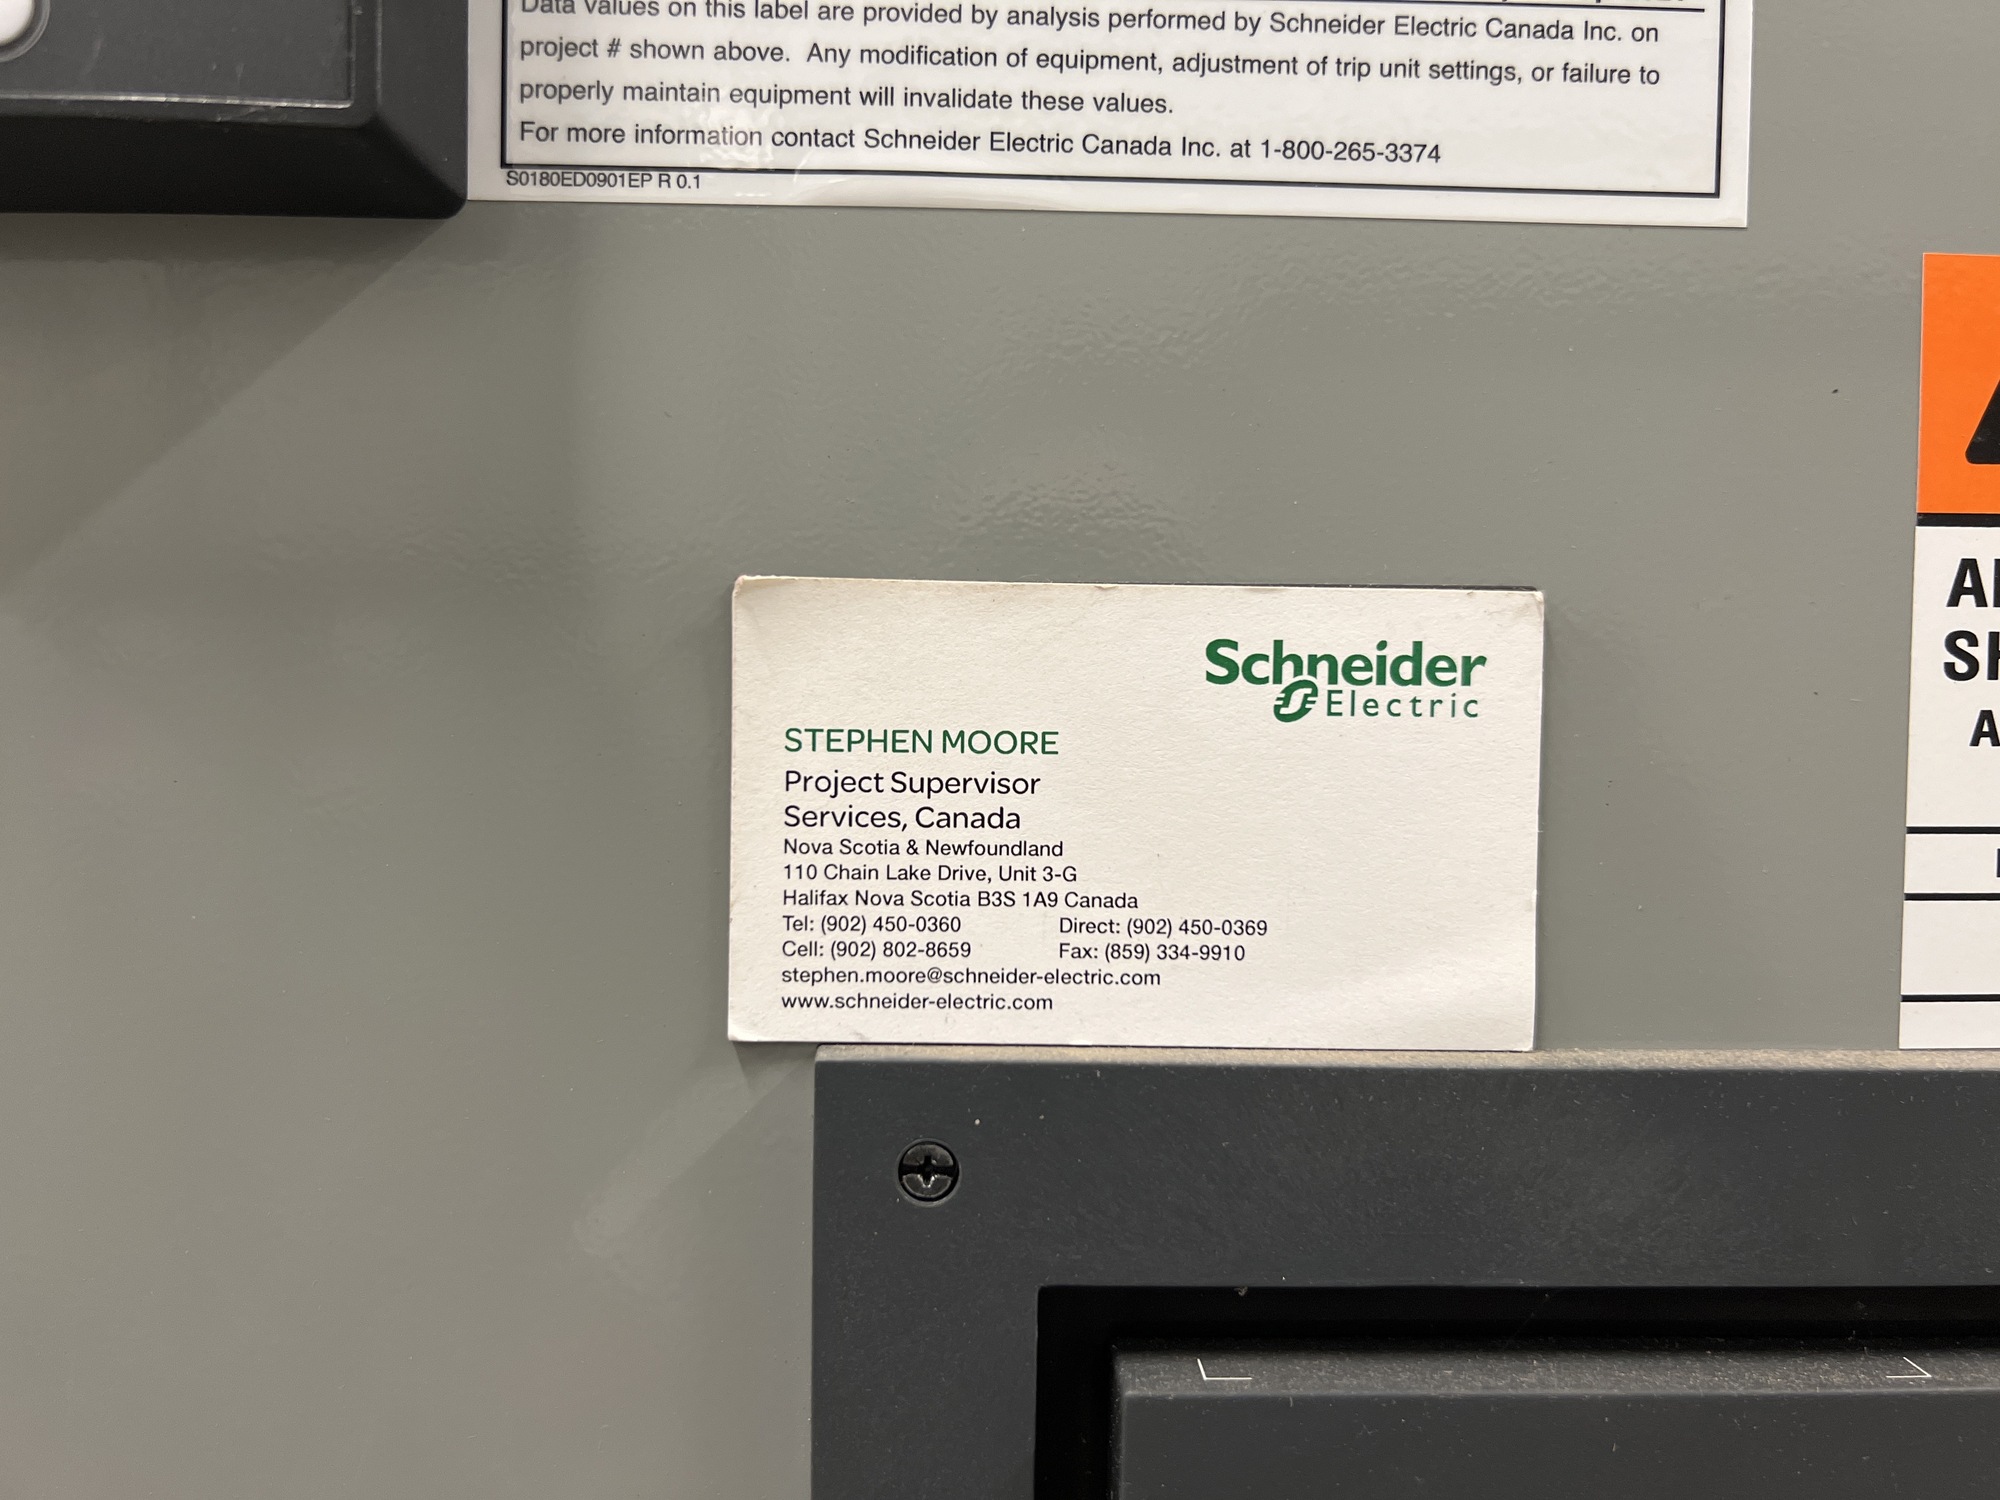 Data values on this label are provided by analysis performed by Schneider Electric Canada Inc. on
project # shown above. Any modification of equipment, adjustment of trip unit settings, or failure to
properly maintain equipment will invalidate these values.
For more information contact Schneider Electric Canada Inc. at 1-800-265-3374
S0180ED0901EP R 0.1
Schneider
Electric
STEPHEN MOORE
Project Supervisor
Services, Canada
Nova Scotia & Newfoundland
110 Chain Lake Drive, Unit 3-G
Halifax Nova Scotia B3S 1A9 Canada
Tel: (902) 450-0360 Direct: (902) 450-0369
Cell: (902) 802-8659 Fax: (859) 334-9910
stephen.moore@schneider-electric.com
www.schneider-electric.com